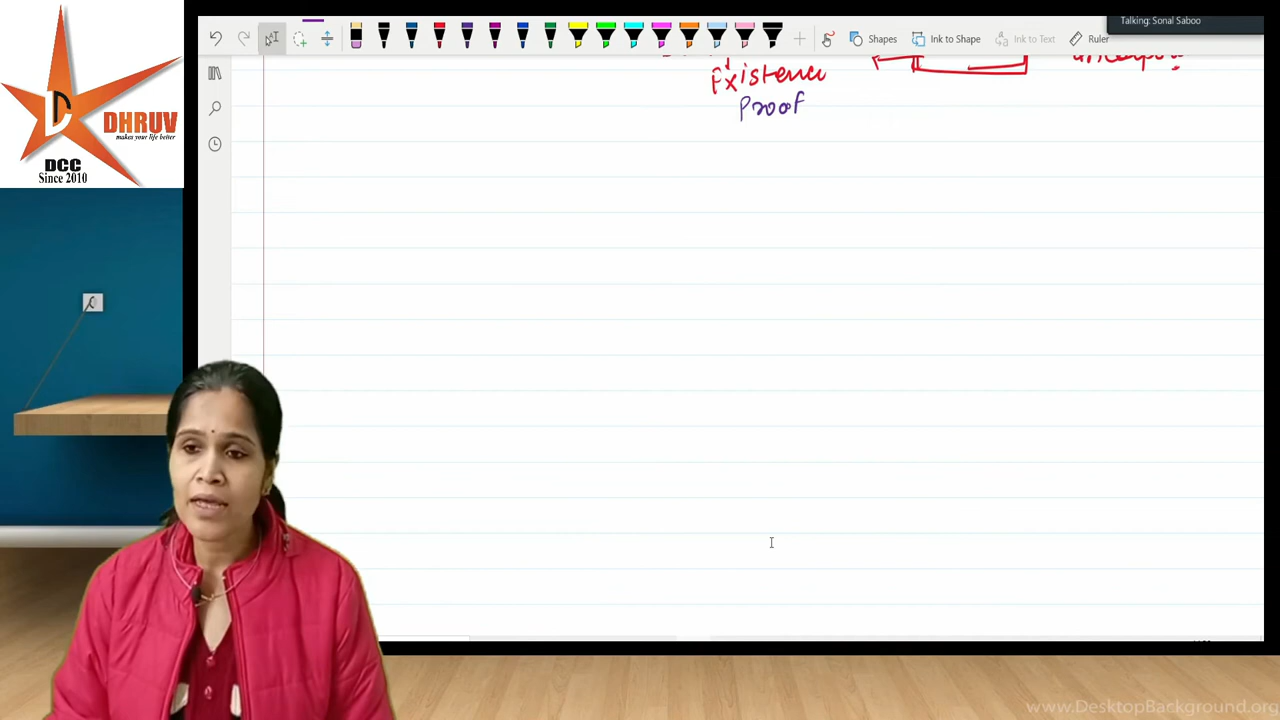 Talking: Sonal Saboo
Shapes
Ink to Shape
Ink to Text
Ruler
Existence
Proof
D
DHRUV
makes your life better
DCC
Since 2010
www.DesktopBackground.org